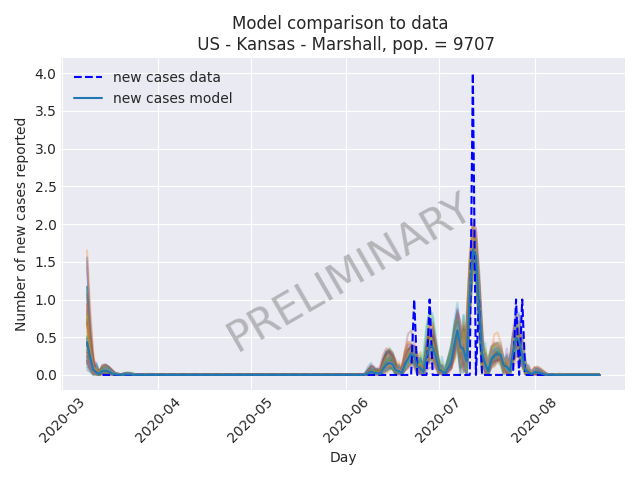 Model comparison to data
US - Kansas - Marshall, pop. = 9707
new cases data
new cases model
PRELIMINARY
Number of new cases reported
4.0
3.5
3.0
2.5
2.0
1.5
1.0
0.5
0.0
2020-03
2020-04
2020-05
2020-06
2020-07
2020-08
Day